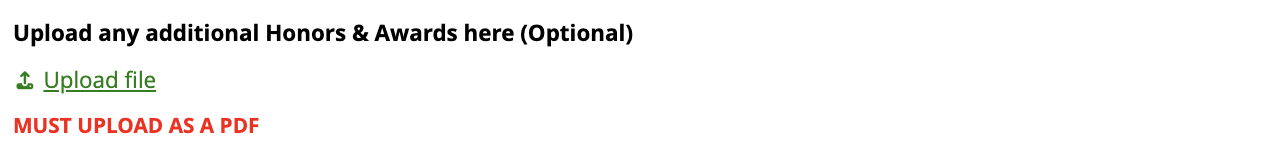 Upload any additional Honors & Awards here (Optional)
Upload file
MUST UPLOAD AS A PDF